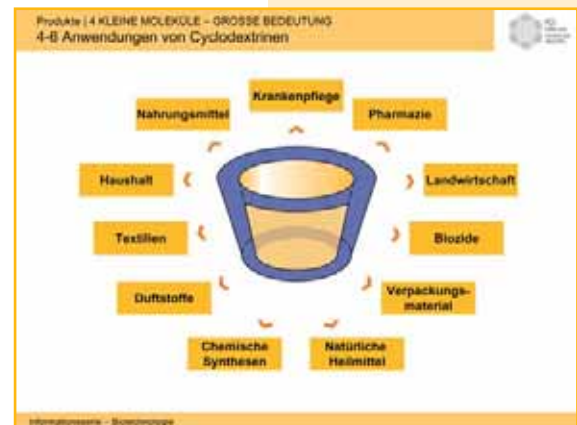 Produkte | 4 KLEINE MOLEKÜLE – GROSSE BEDEUTUNG
4-6 Anwendungen von Cyclodextrinen
Krankenpflege
Nahrungsmittel
Pharmazie
Haushalt
Landwirtschaft
Textilien
Biozide
Duftstoffe
Verpackungs-
material
Chemische
Synthesen
Natürliche
Heilmittel
Informationsserie – Biotechnologie